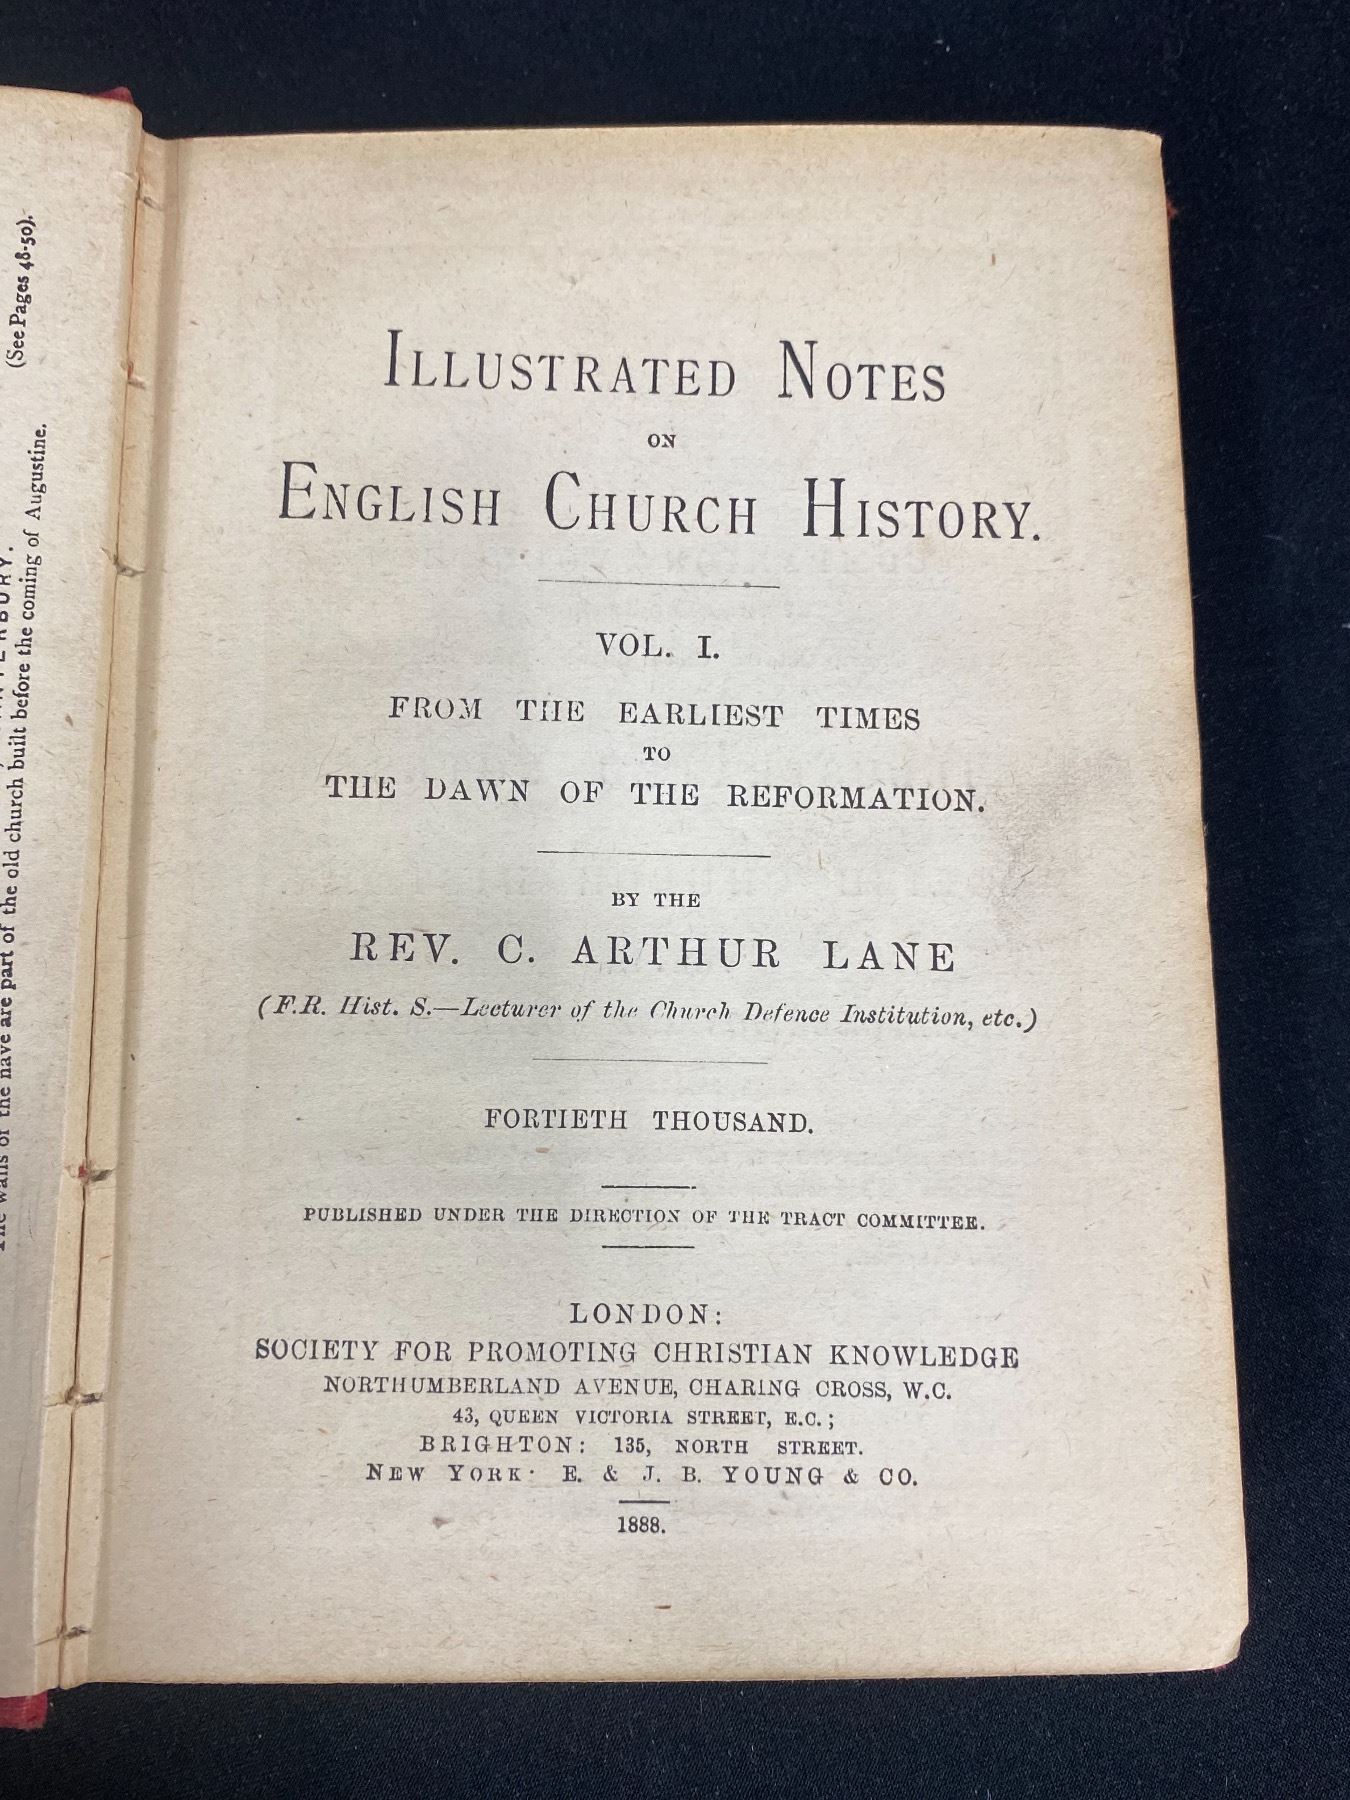 (See Pages 48-50).
The walls of the nave are part of the old church built before the coming of Augustine.
ILLUSTRATED NOTES
ON
ENGLISH CHURCH HISTORY.
VOL. I.
FROM THE EARLIEST TIMES
TO
THE DAWN OF THE REFORMATION.
BY THE
REV. C. ARTHUR LANE
(F.R. Hist. S.—Lecturer of the Church Defence Institution, etc.)
FORTIETH THOUSAND.
PUBLISHED UNDER THE DIRECTION OF THE TRACT COMMITTEE.
LONDON:
SOCIETY FOR PROMOTING CHRISTIAN KNOWLEDGE
NORTHUMBERLAND AVENUE, CHARING CROSS, W.C.
43, QUEEN VICTORIA STREET, E.C.;
BRIGHTON: 135, NORTH STREET.
NEW YORK: E. & J. B. YOUNG & CO.
1888.